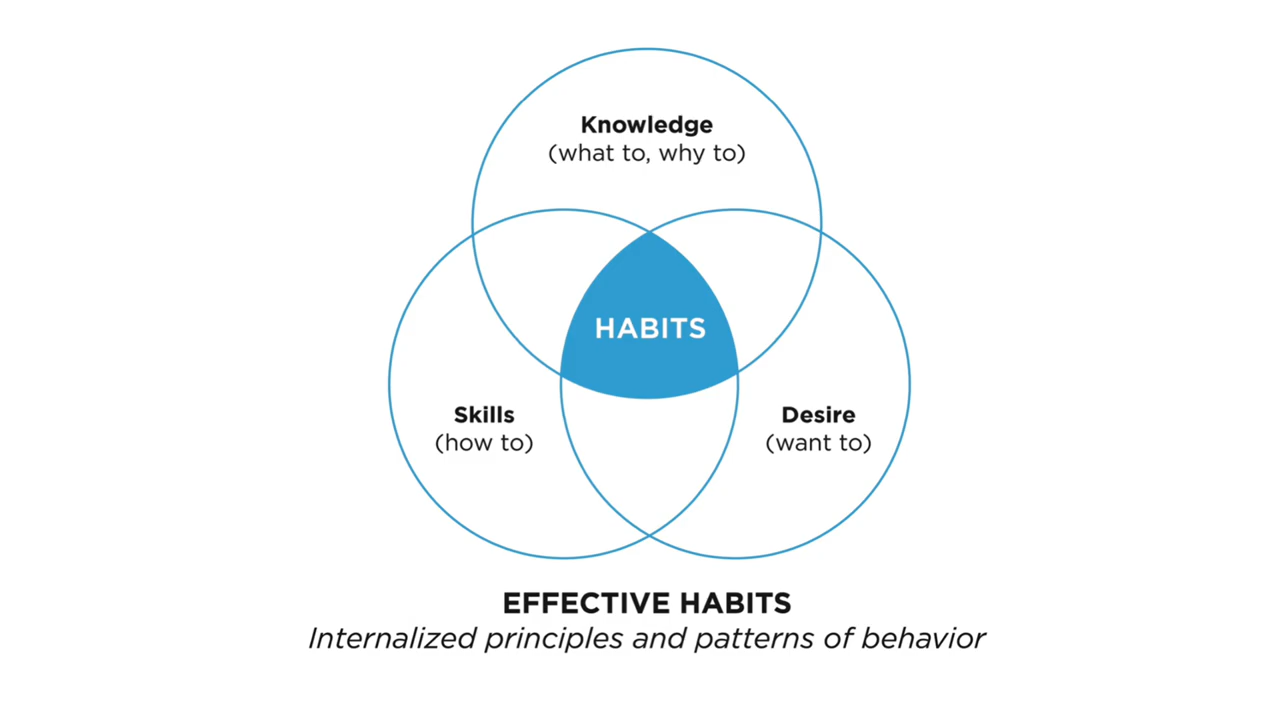 Knowledge
(what to, why to)
HABITS
Skills
(how to)
Desire
(want to)
EFFECTIVE HABITS
Internalized principles and patterns of behavior